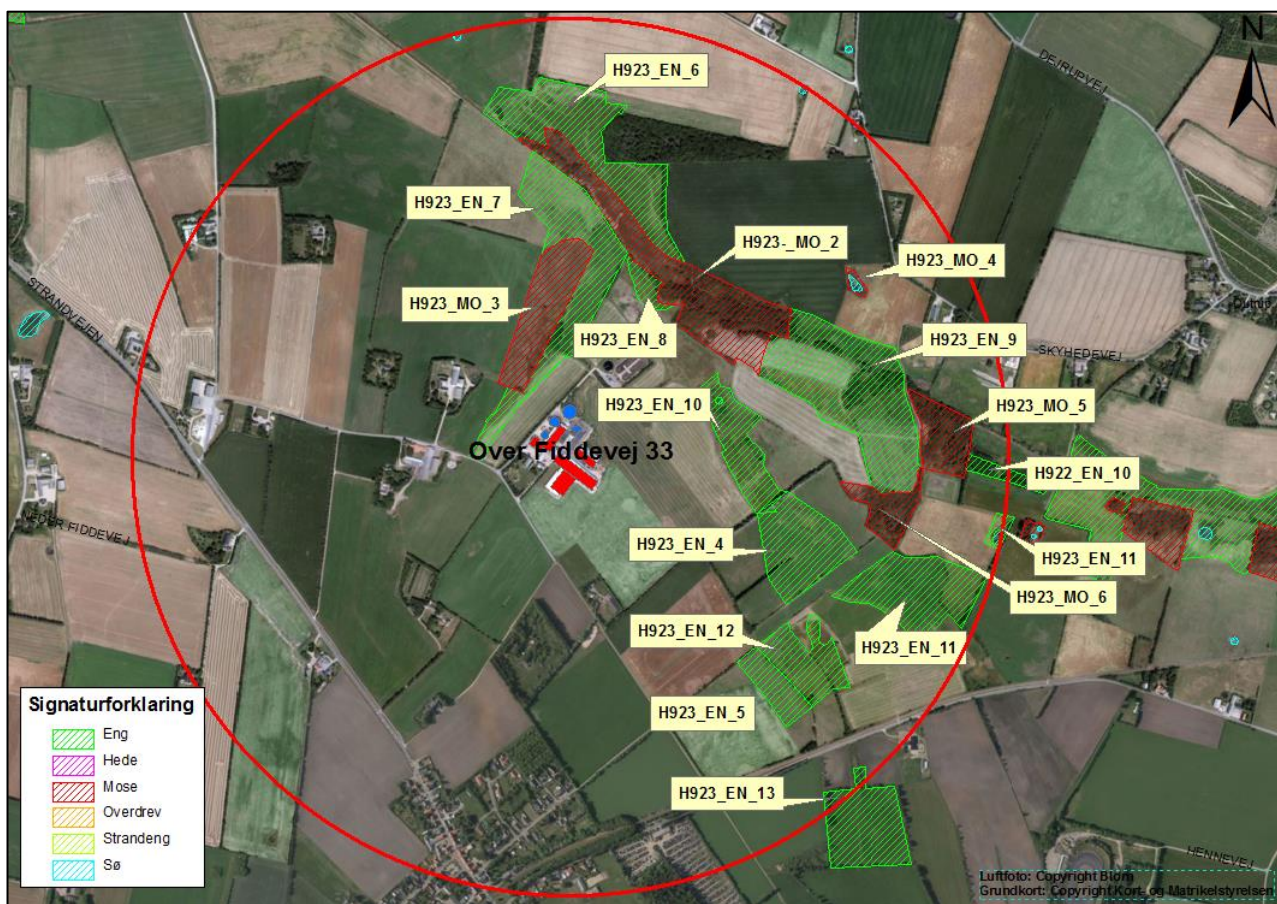 N
DEJRUPVEJ
H923_EN_6
H923_EN_7
H923-_MO_2
H923_MO_4
STRANDVEJEN
H923_MO_3
H923_EN_8
H923_EN_9
SKYHEDEVEJ
H923_EN_10
H923_MO_5
Over Fiddevej 33
H922_EN_10
NEDER FIDDEVEJ
H923_EN_4
H923_EN_11
H923_MO_6
H923_EN_12
H923_EN_11
H923_EN_5
H923_EN_13
Signaturforklaring
Eng
Hede
Mose
Overdrev
Strandeng
Sø
HENNEVEJ
Luftfoto: Copyright Blom
Grundkort: Copyright Kort- og Matrikelstyrelsen